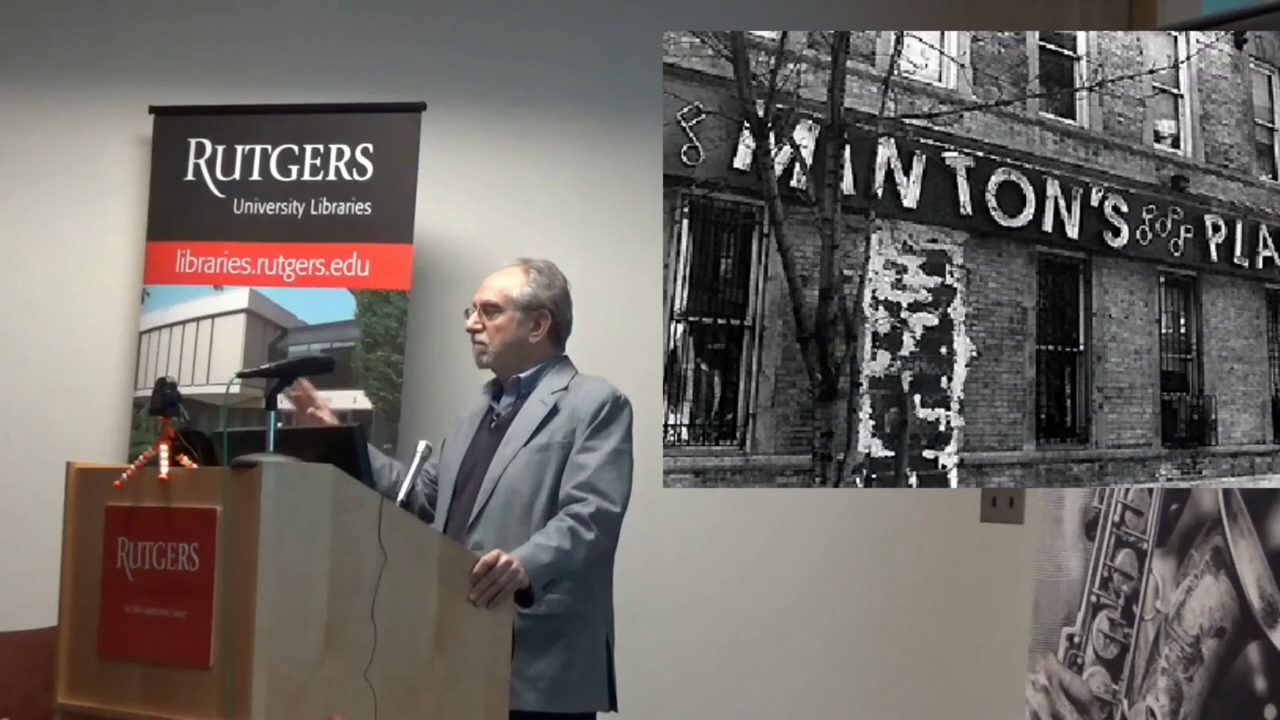 RUTGERS
University Libraries
libraries.rutgers.edu
RUTGERS
MINTON'S PLA